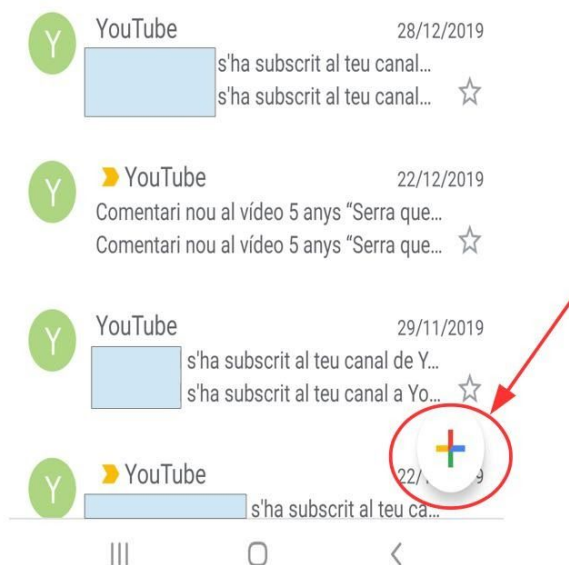 Y YouTube 28/12/2019
s'ha subscrit al teu canal...
s'ha subscrit al teu canal...
Y YouTube 22/12/2019
Comentari nou al vídeo 5 anys “Serra que...
Comentari nou al vídeo 5 anys “Serra que...
Y YouTube 29/11/2019
s'ha subscrit al teu canal de Y...
s'ha subscrit al teu canal a Yo...
Y YouTube 22/
s'ha subscrit al teu ca...